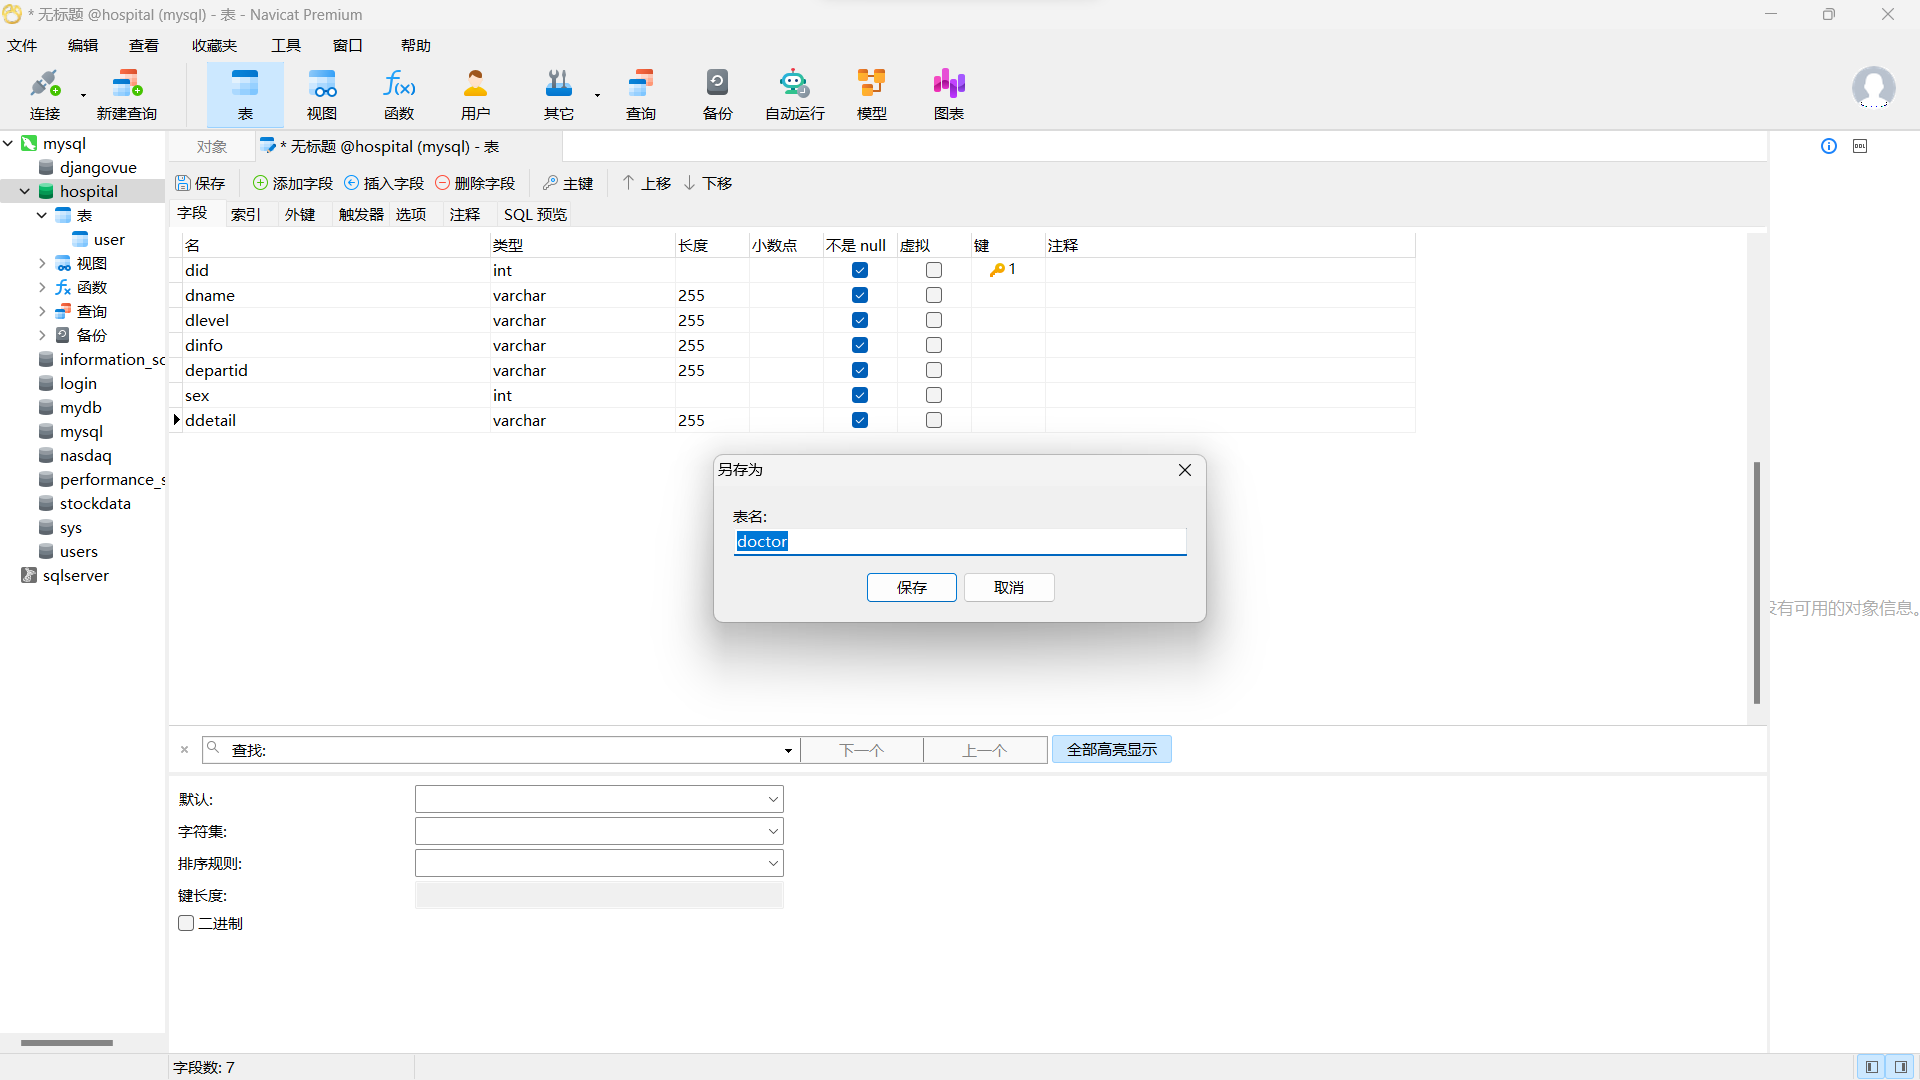 * 无标题 @hospital (mysql) - 表 - Navicat Premium
文件 编辑 查看 收藏夹 工具 窗口 帮助
连接 新建查询 表 视图 函数 用户 其它 查询 备份 自动运行 模型 图表
mysql
djangovue
hospital
表
user
视图
函数
查询
备份
information_sc
login
mydb
mysql
nasdaq
performance_s
stockdata
sys
users
sqlserver
对象 * 无标题 @hospital (mysql) - 表
保存 添加字段 插入字段 删除字段 主键 上移 下移
字段 索引 外键 触发器 选项 注释 SQL 预览
名 类型 长度 小数点 不是 null 虚拟 键 注释
did int 1
dname varchar 255
dlevel varchar 255
dinfo varchar 255
departid varchar 255
sex int
ddetail varchar 255
另存为
表名:
doctor
保存 取消
没有可用的对象信息。
查找: 下一个 上一个 全部高亮显示
默认:
字符集:
排序规则:
键长度:
二进制
字段数: 7